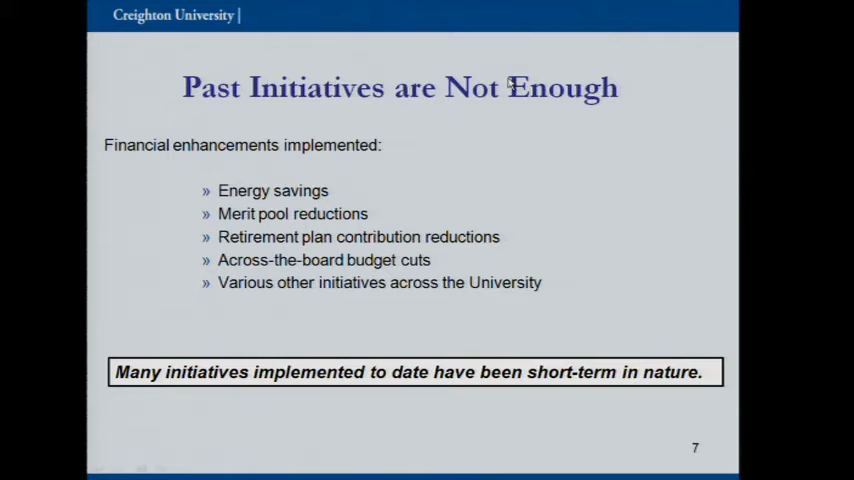 Creighton University |
Past Initiatives are Not Enough
Financial enhancements implemented:
» Energy savings
» Merit pool reductions
» Retirement plan contribution reductions
» Across-the-board budget cuts
» Various other initiatives across the University
Many initiatives implemented to date have been short-term in nature.
7